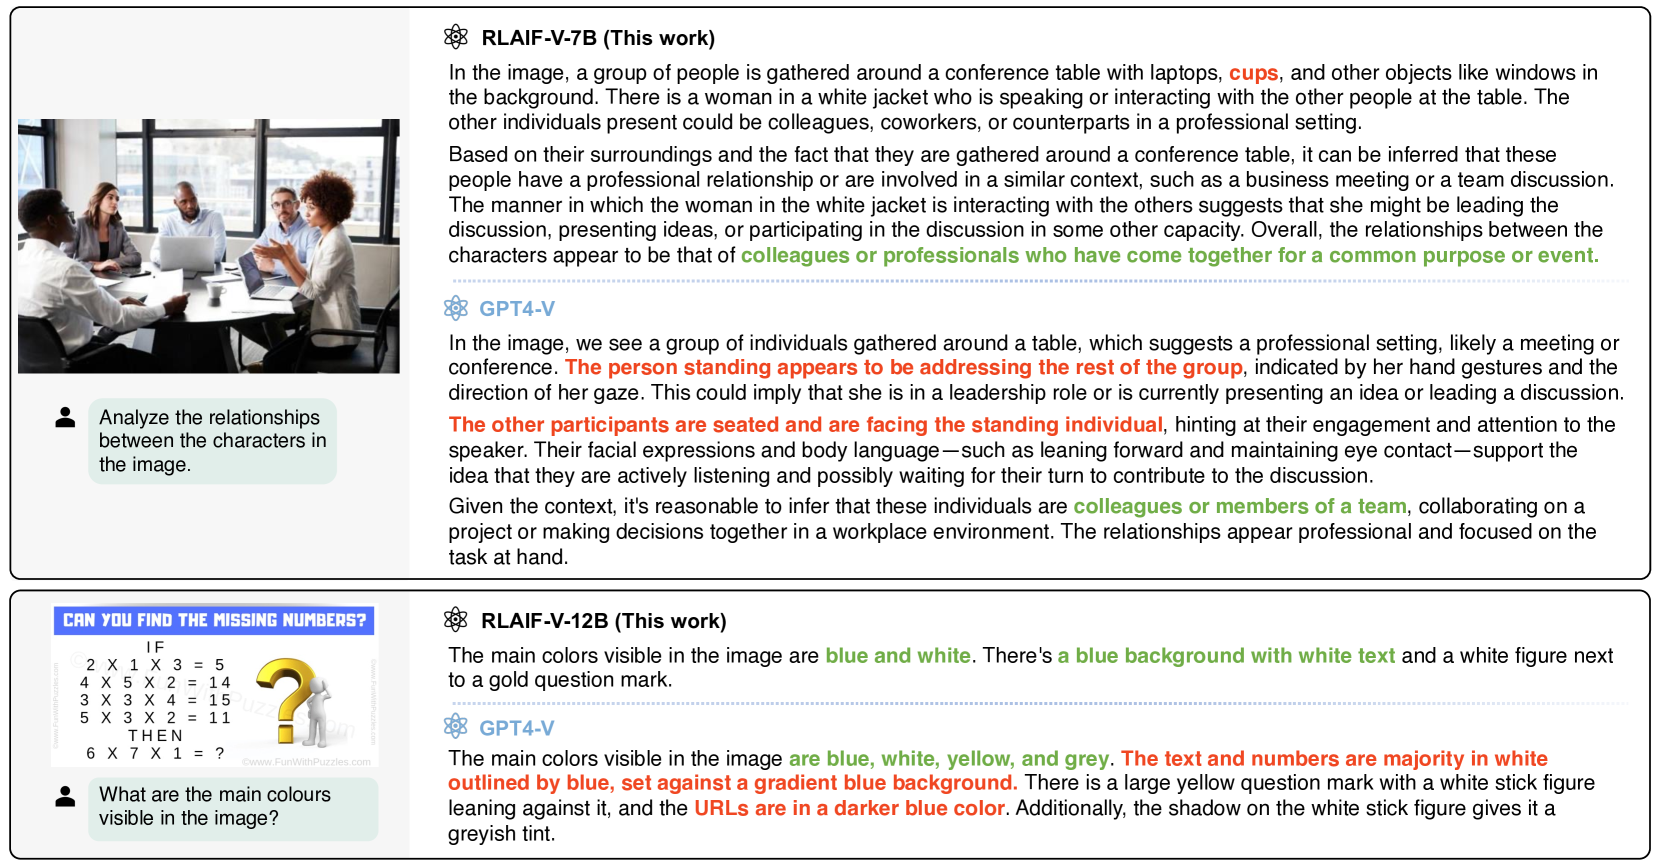 RLAIF-V-7B (This work)
In the image, a group of people is gathered around a conference table with laptops, cups, and other objects like windows in
the background. There is a woman in a white jacket who is speaking or interacting with the other people at the table. The
other individuals present could be colleagues, coworkers, or counterparts in a professional setting.
Based on their surroundings and the fact that they are gathered around a conference table, it can be inferred that these
people have a professional relationship or are involved in a similar context, such as a business meeting or a team discussion.
The manner in which the woman in the white jacket is interacting with the others suggests that she might be leading the
discussion, presenting ideas, or participating in the discussion in some other capacity. Overall, the relationships between the
characters appear to be that of colleagues or professionals who have come together for a common purpose or event.
GPT4-V
In the image, we see a group of individuals gathered around a table, which suggests a professional setting, likely a meeting or
conference. The person standing appears to be addressing the rest of the group, indicated by her hand gestures and the
direction of her gaze. This could imply that she is in a leadership role or is currently presenting an idea or leading a discussion.
The other participants are seated and are facing the standing individual, hinting at their engagement and attention to the
speaker. Their facial expressions and body language—such as leaning forward and maintaining eye contact—support the
idea that they are actively listening and possibly waiting for their turn to contribute to the discussion.
Given the context, it's reasonable to infer that these individuals are colleagues or members of a team, collaborating on a
project or making decisions together in a workplace environment. The relationships appear professional and focused on the
task at hand.
Analyze the relationships
between the characters in
the image.
CAN YOU FIND THE MISSING NUMBERS?
IF
2 X 1 X 3 = 5
4 X 5 X 2 = 14
3 X 3 X 4 = 15
5 X 3 X 2 = 11
THEN
6 X 7 X 1 = ?
©www.FunWithPuzzles.com
What are the main colours
visible in the image?
RLAIF-V-12B (This work)
The main colors visible in the image are blue and white. There's a blue background with white text and a white figure next
to a gold question mark.
GPT4-V
The main colors visible in the image are blue, white, yellow, and grey. The text and numbers are majority in white
outlined by blue, set against a gradient blue background. There is a large yellow question mark with a white stick figure
leaning against it, and the URLs are in a darker blue color. Additionally, the shadow on the white stick figure gives it a
greyish tint.